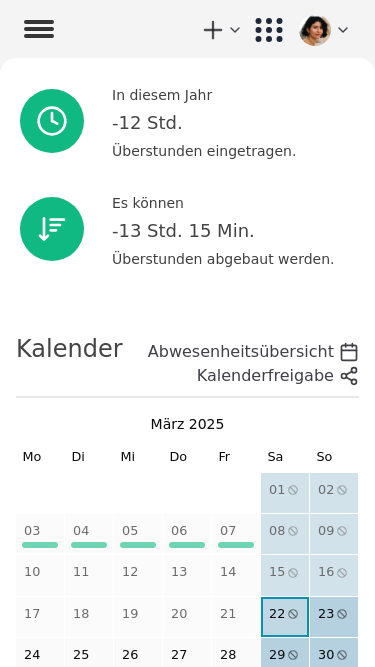 In diesem Jahr
-12 Std.
Überstunden eingetragen.
Es können
-13 Std. 15 Min.
Überstunden abgebaut werden.
Kalender
Abwesenheitsübersicht
Kalenderfreigabe
März 2025
Mo Di Mi Do Fr Sa So
01 02
03 04 05 06 07 08 09
10 11 12 13 14 15 16
17 18 19 20 21 22 23
24 25 26 27 28 29 30